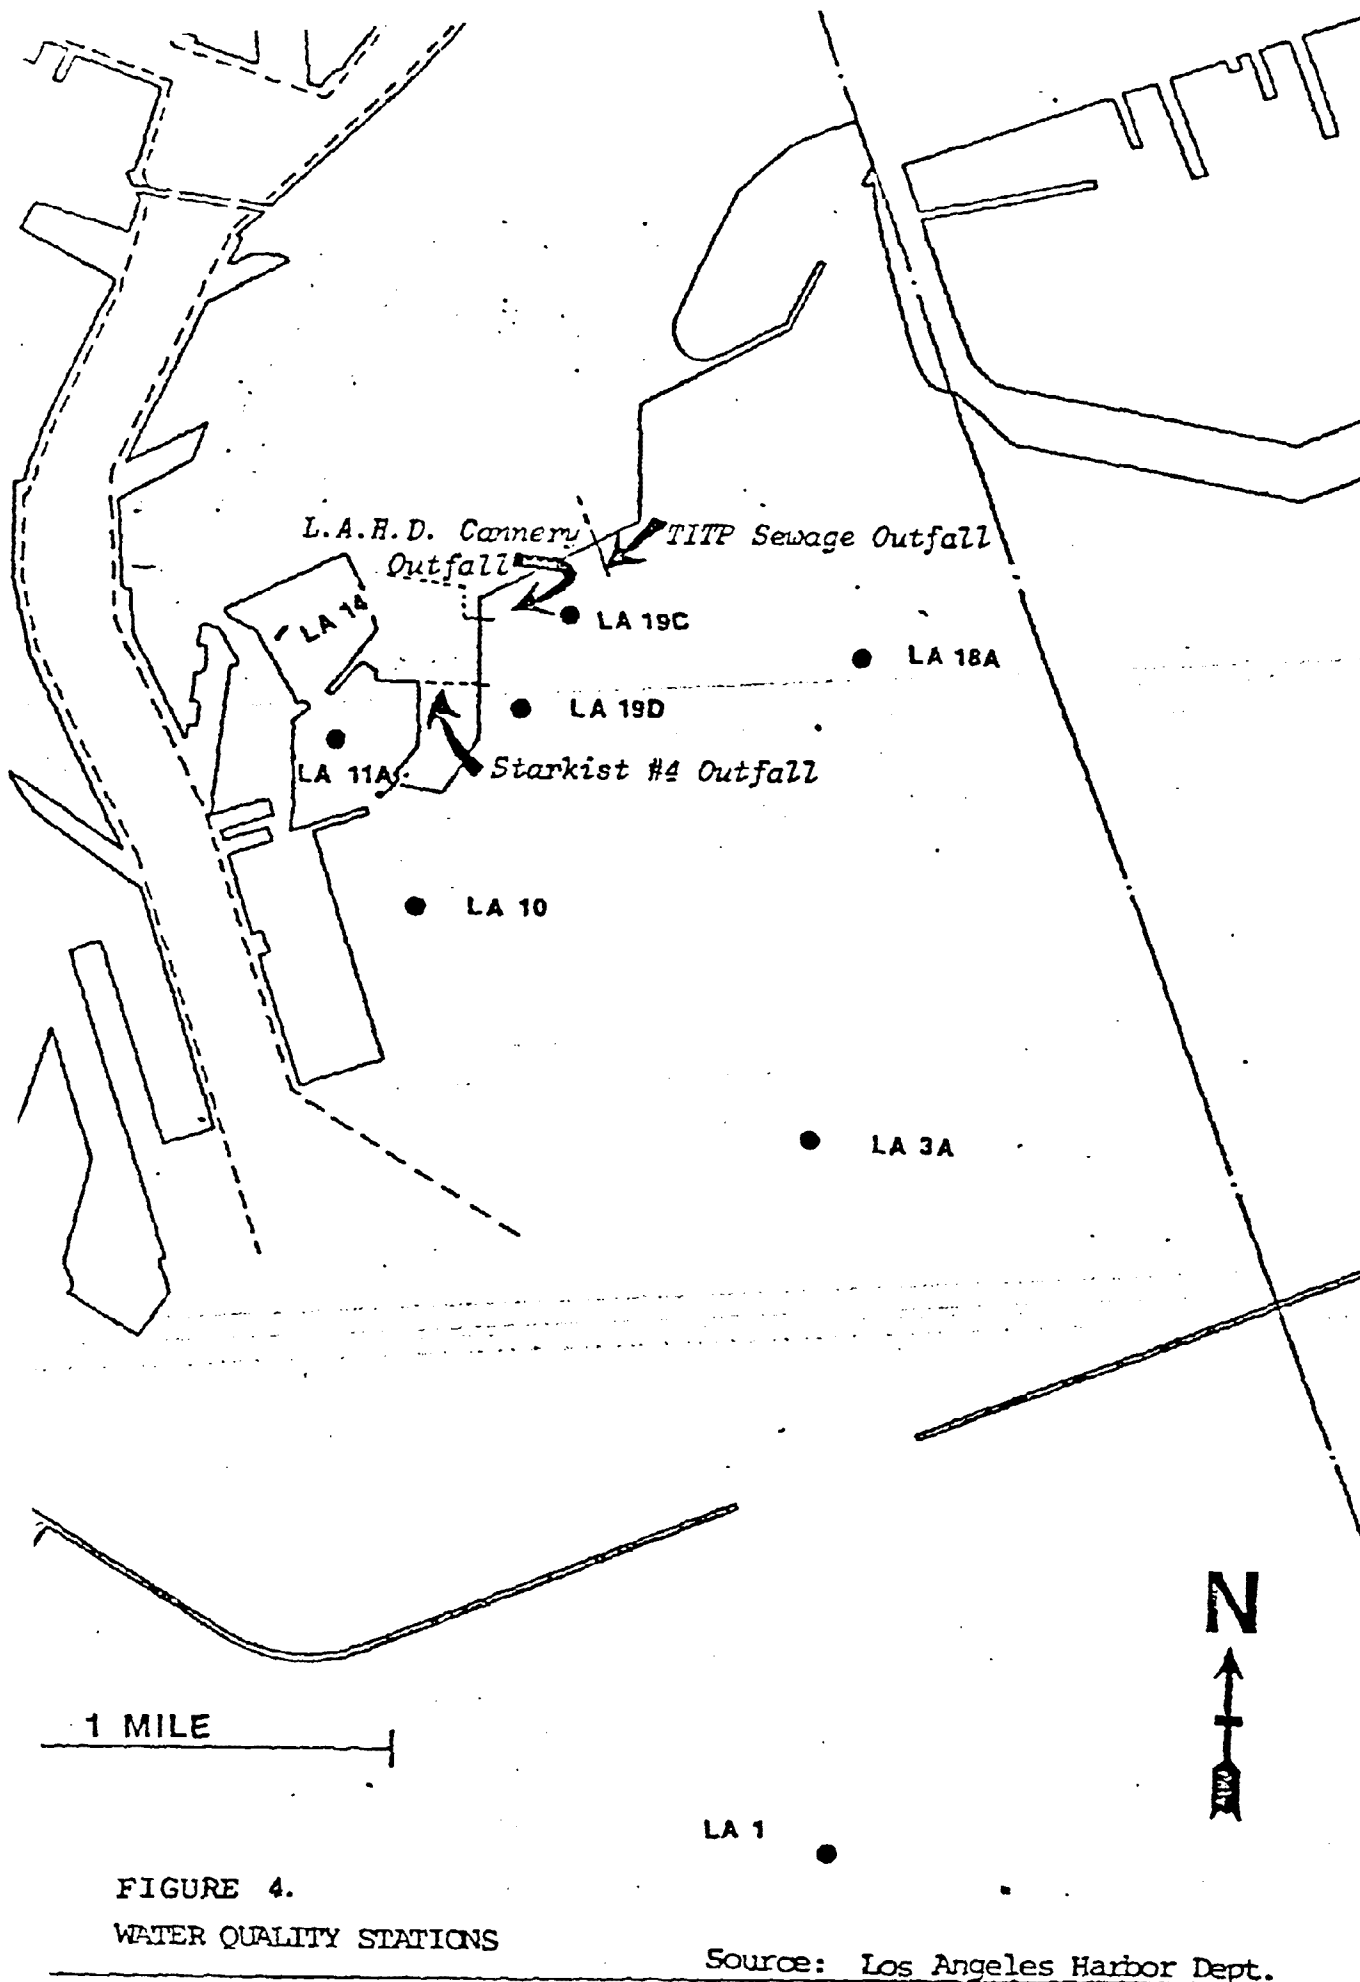 L.A.H.D. Cannery
Outfall
TITP Sewage Outfall
LA 14
LA 19C
LA 18A
LA 19D
LA 11A
Starkist #4 Outfall
LA 10
LA 3A
N
1 MILE
LA 1
FIGURE 4.
WATER QUALITY STATIONS
Source: Los Angeles Harbor Dept.